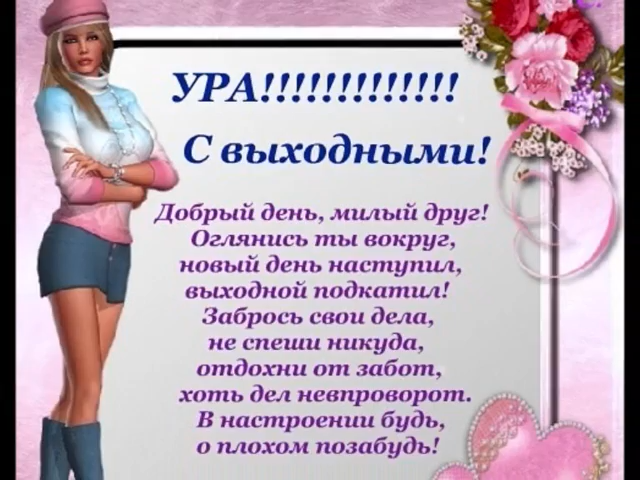 УРА!!!!!!!!!!!!!
С выходными!
Добрый день, милый друг!
Оглянись ты вокруг,
новый день наступил,
выходной подкатил!
Забрось свои дела,
не спеши никуда,
отдохни от забот,
хоть дел невпроворот.
В настроении будь,
о плохом позабудь!